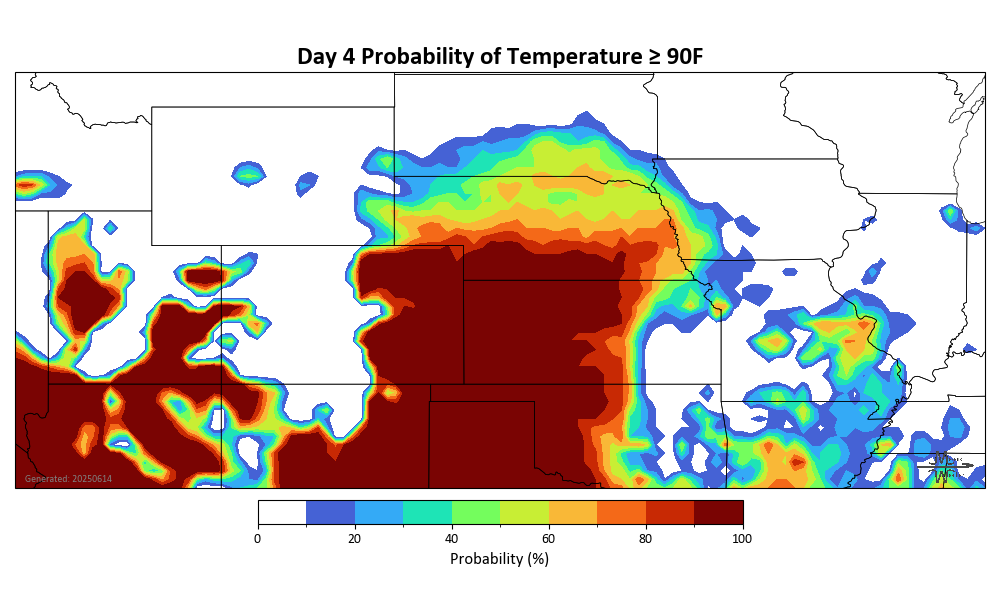 Day 4 Probability of Temperature ≥ 90F
Generated: 20250614
0 20 40 60 80 100
Probability (%)